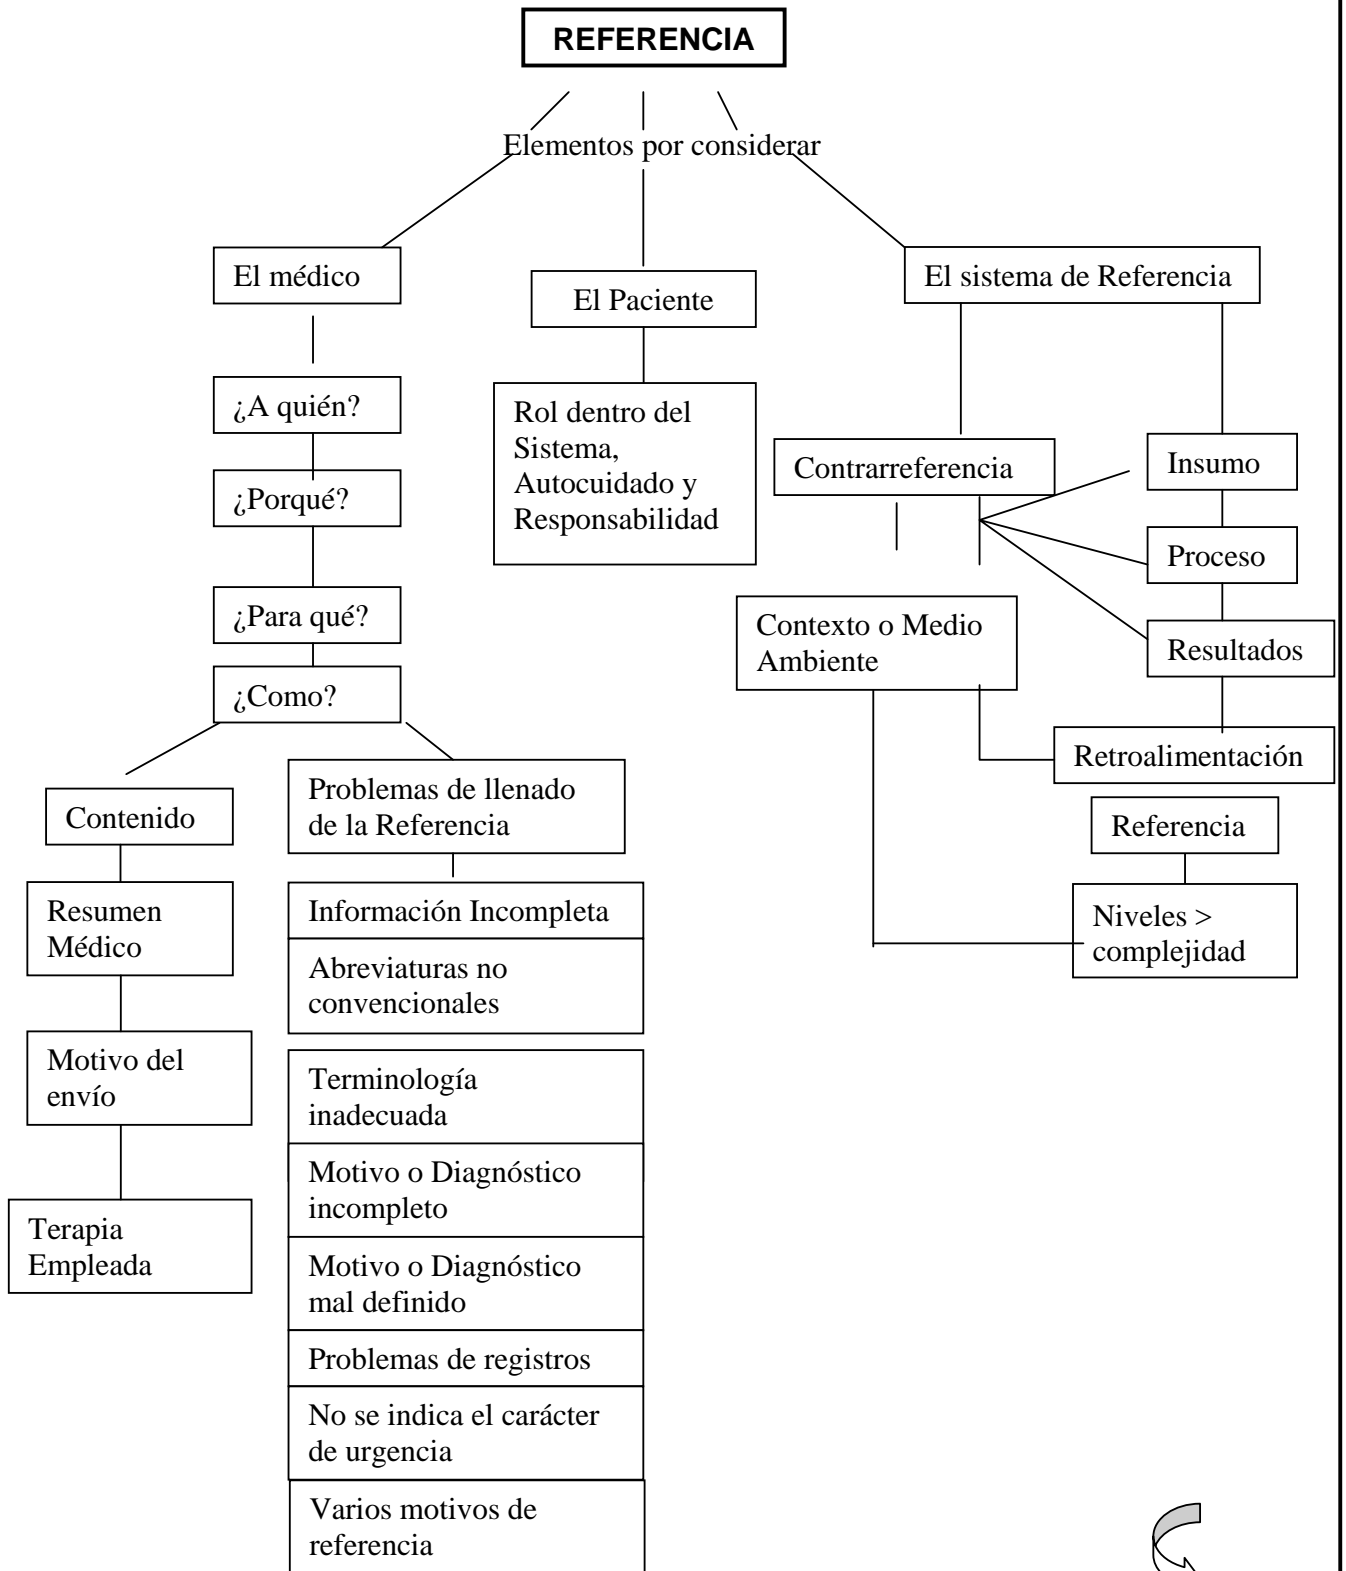 REFERENCIA
Elementos por considerar
El médico
El Paciente
El sistema de Referencia
¿A quién?
¿Porqué?
¿Para qué?
¿Como?
Rol dentro del
Sistema,
Autocuidado y
Responsabilidad
Contrarreferencia
Insumo
Proceso
Resultados
Contexto o Medio
Ambiente
Retroalimentación
Referencia
Niveles >
complejidad
Contenido
Resumen
Médico
Motivo del
envío
Terapia
Empleada
Problemas de llenado
de la Referencia
Información Incompleta
Abreviaturas no
convencionales
Terminología
inadecuada
Motivo o Diagnóstico
incompleto
Motivo o Diagnóstico
mal definido
Problemas de registros
No se indica el carácter
de urgencia
Varios motivos de
referencia